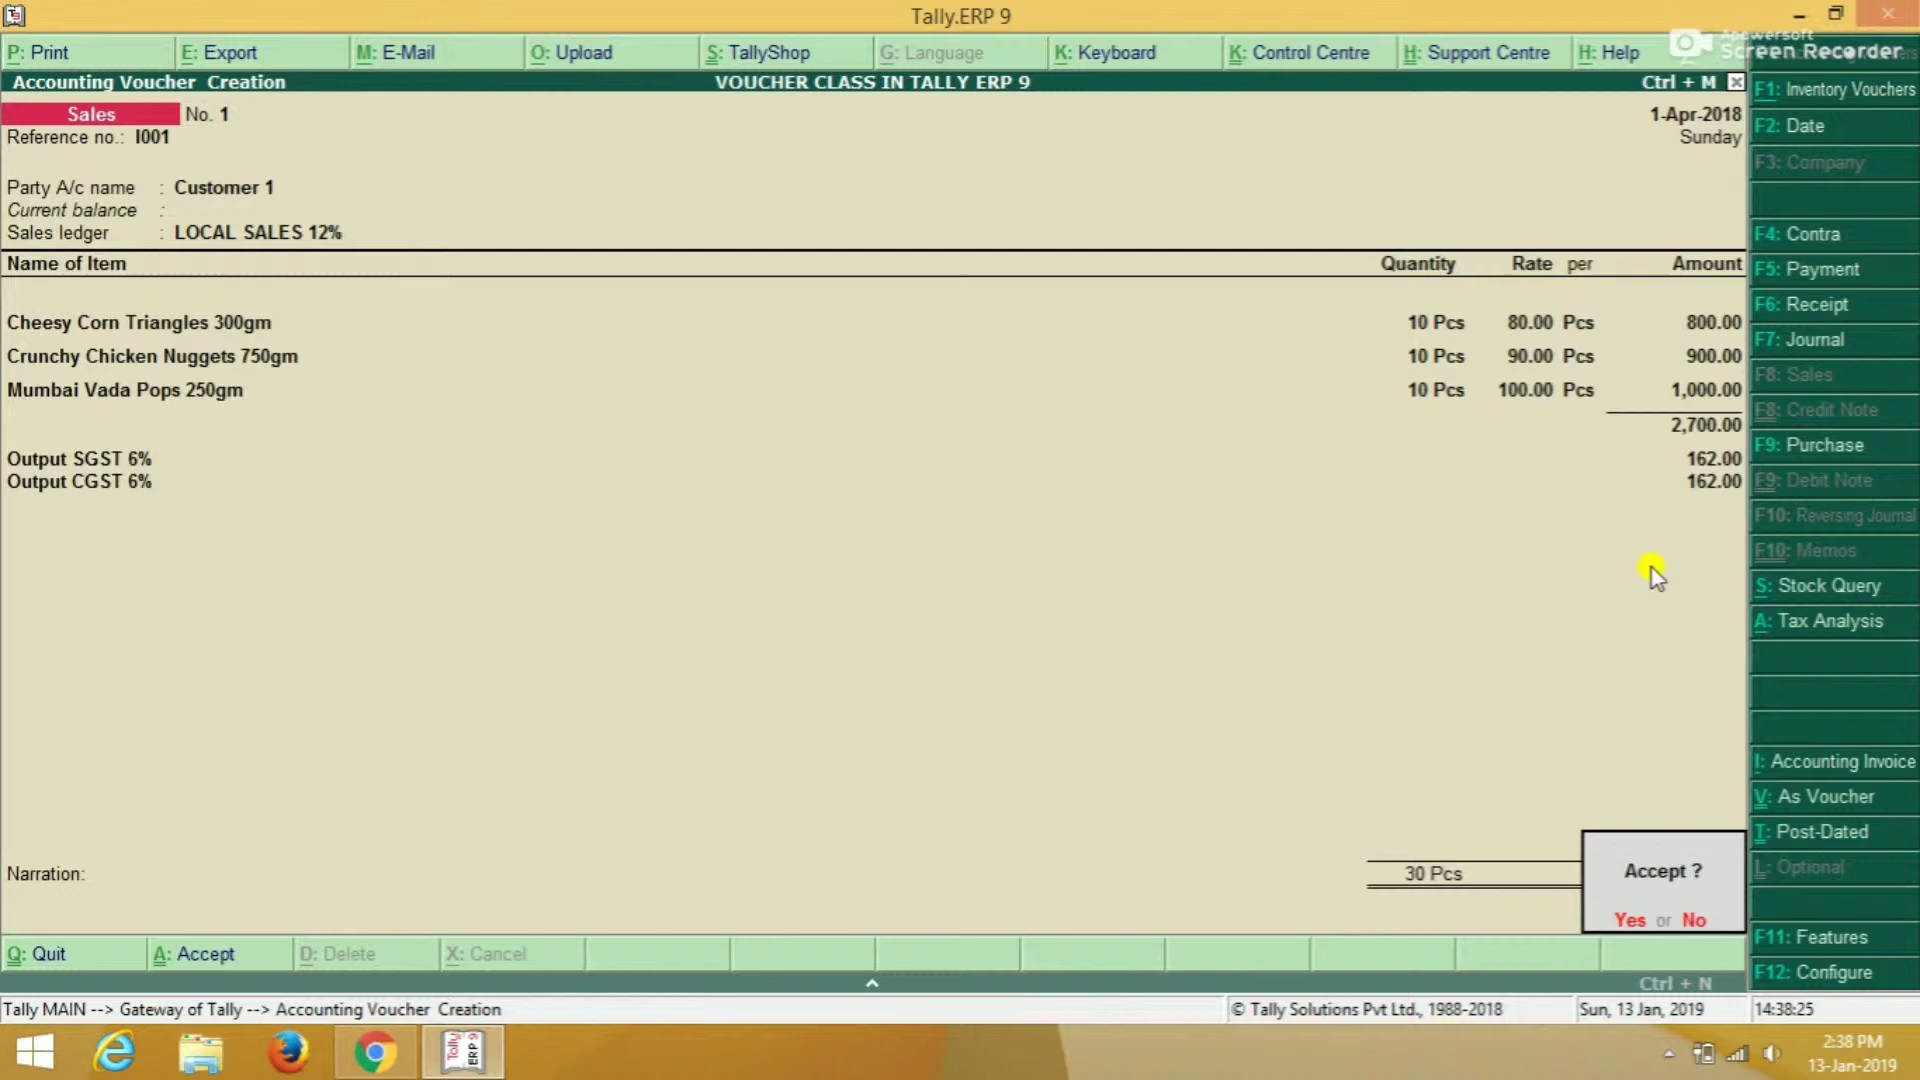 Tally.ERP 9
P: Print E: Export M: E-Mail O: Upload S: TallyShop G: Language K: Keyboard K: Control Centre H: Support Centre H: Help
Apowersoft
Screen Recorder
Accounting Voucher Creation VOUCHER CLASS IN TALLY ERP 9 Ctrl + M
Sales No. 1 1-Apr-2018
Reference no.: I001 Sunday
Party A/c name : Customer 1
Current balance :
Sales ledger : LOCAL SALES 12%
Name of Item Quantity Rate per Amount
Cheesy Corn Triangles 300gm 10 Pcs 80.00 Pcs 800.00
Crunchy Chicken Nuggets 750gm 10 Pcs 90.00 Pcs 900.00
Mumbai Vada Pops 250gm 10 Pcs 100.00 Pcs 1,000.00
2,700.00
Output SGST 6% 162.00
Output CGST 6% 162.00
Narration: 30 Pcs
Accept ?
Yes or No
F1: Inventory Vouchers
F2: Date
F3: Company
F4: Contra
F5: Payment
F6: Receipt
F7: Journal
F8: Sales
F8: Credit Note
F9: Purchase
F9: Debit Note
F10: Reversing Journal
F10: Memos
S: Stock Query
A: Tax Analysis
I: Accounting Invoice
V: As Voucher
T: Post-Dated
L: Optional
F11: Features
F12: Configure
Q: Quit A: Accept D: Delete X: Cancel
Ctrl + N
Tally MAIN --> Gateway of Tally --> Accounting Voucher Creation © Tally Solutions Pvt Ltd., 1988-2018 Sun, 13 Jan, 2019 14:38:25
Tally
ERP 9
2:38 PM
13-Jan-2019